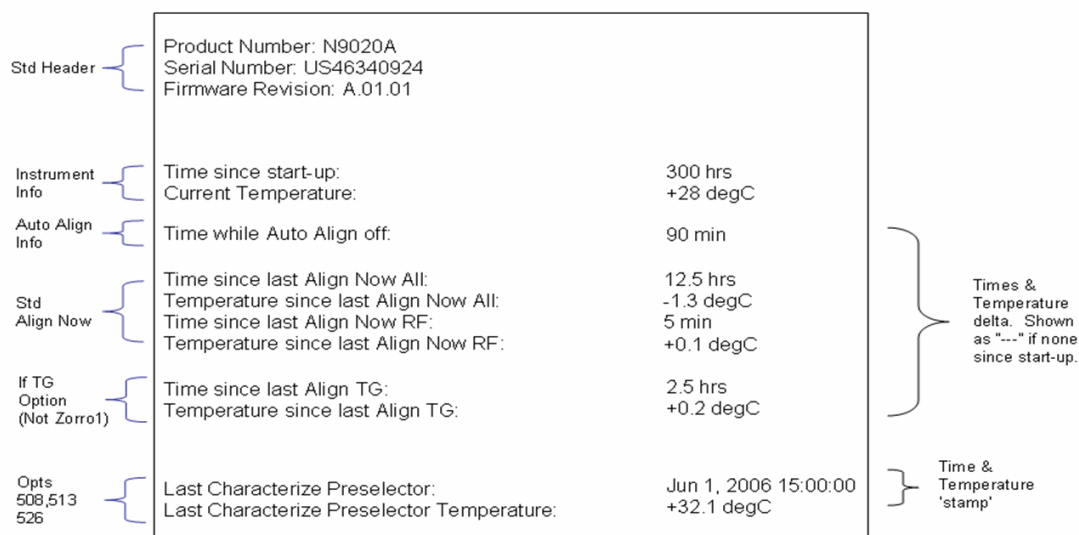 Std Header
Product Number: N9020A
Serial Number: US46340924
Firmware Revision: A.01.01
Instrument
Info
Time since start-up: 300 hrs
Current Temperature: +28 degC
Auto Align
Info
Time while Auto Align off: 90 min
Std
Align Now
Time since last Align Now All: 12.5 hrs
Temperature since last Align Now All: -1.3 degC
Time since last Align Now RF: 5 min
Temperature since last Align Now RF: +0.1 degC
Times &
Temperature
delta. Shown
as "---" if none
since start-up.
If TG
Option
(Not Zorro1)
Time since last Align TG: 2.5 hrs
Temperature since last Align TG: +0.2 degC
Opts
508,513
526
Last Characterize Preselector: Jun 1, 2006 15:00:00
Last Characterize Preselector Temperature: +32.1 degC
Time &
Temperature
'stamp'